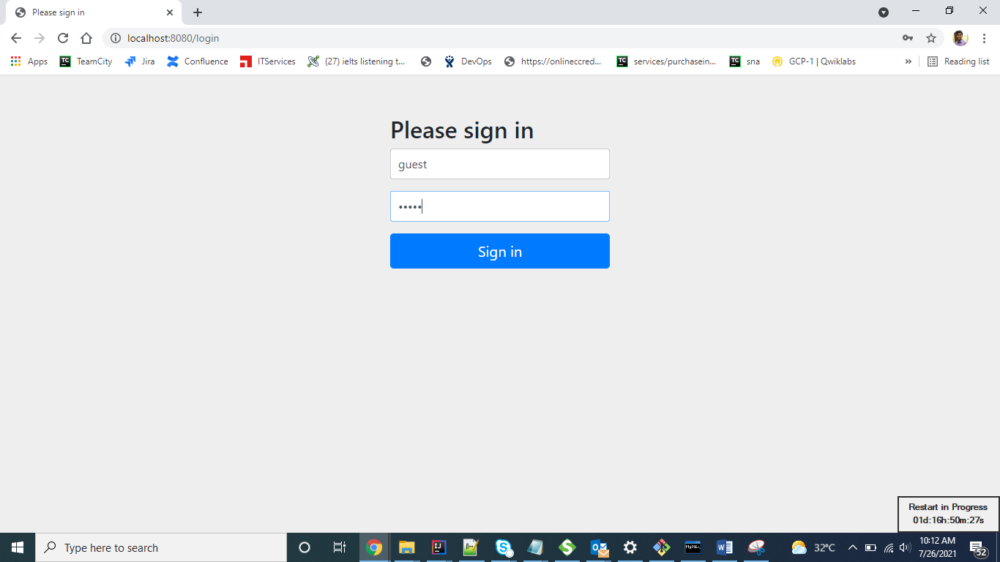 Please sign in
localhost:8080/login
Apps TeamCity Jira Confluence ITServices (27) ielts listening t... DevOps https://onlineccred... services/purchasein... sna GCP-1 | Qwiklabs » Reading list
Please sign in
guest
•••••
Sign in
Restart in Progress
01d:16h:50m:27s
Type here to search
32°C
10:12 AM
7/26/2021
52